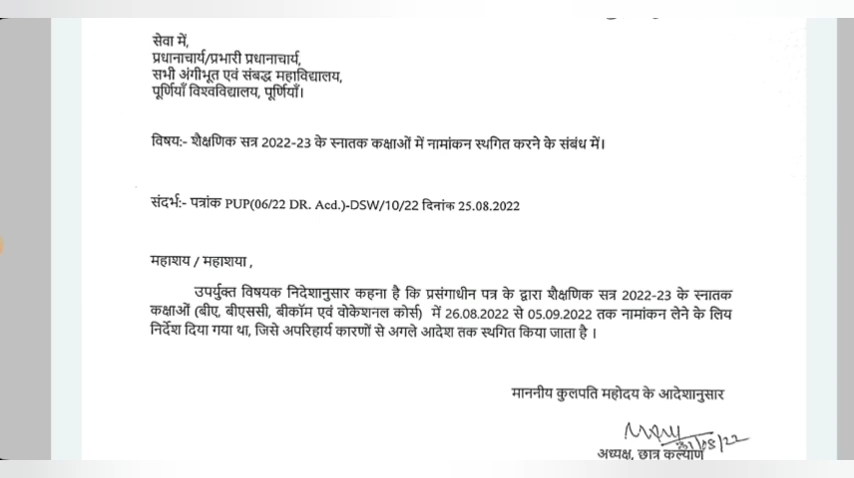 सेवा में,
प्रधानाचार्य/प्रभारी प्रधानाचार्य,
सभी अंगीभूत एवं संबद्ध महाविद्यालय,
पूर्णियाँ विश्वविद्यालय, पूर्णियाँ।
विषय:- शैक्षणिक सत्र 2022-23 के स्नातक कक्षाओं में नामांकन स्थगित करने के संबंध में।
संदर्भ:- पत्रांक PUP(06/22 DR. Acd.)-DSW/10/22 दिनांक 25.08.2022
महाशय / महाशया ,
उपर्युक्त विषयक निदेशानुसार कहना है कि प्रसंगाधीन पत्र के द्वारा शैक्षणिक सत्र 2022-23 के स्नातक
कक्षाओं (बीए, बीएससी, बीकॉम एवं वोकेशनल कोर्स) में 26.08.2022 से 05.09.2022 तक नामांकन लेने के लिय
निर्देश दिया गया था, जिसे अपरिहार्य कारणों से अगले आदेश तक स्थगित किया जाता है ।
माननीय कुलपति महोदय के आदेशानुसार
31/08/22
अध्यक्ष, छात्र कल्याण